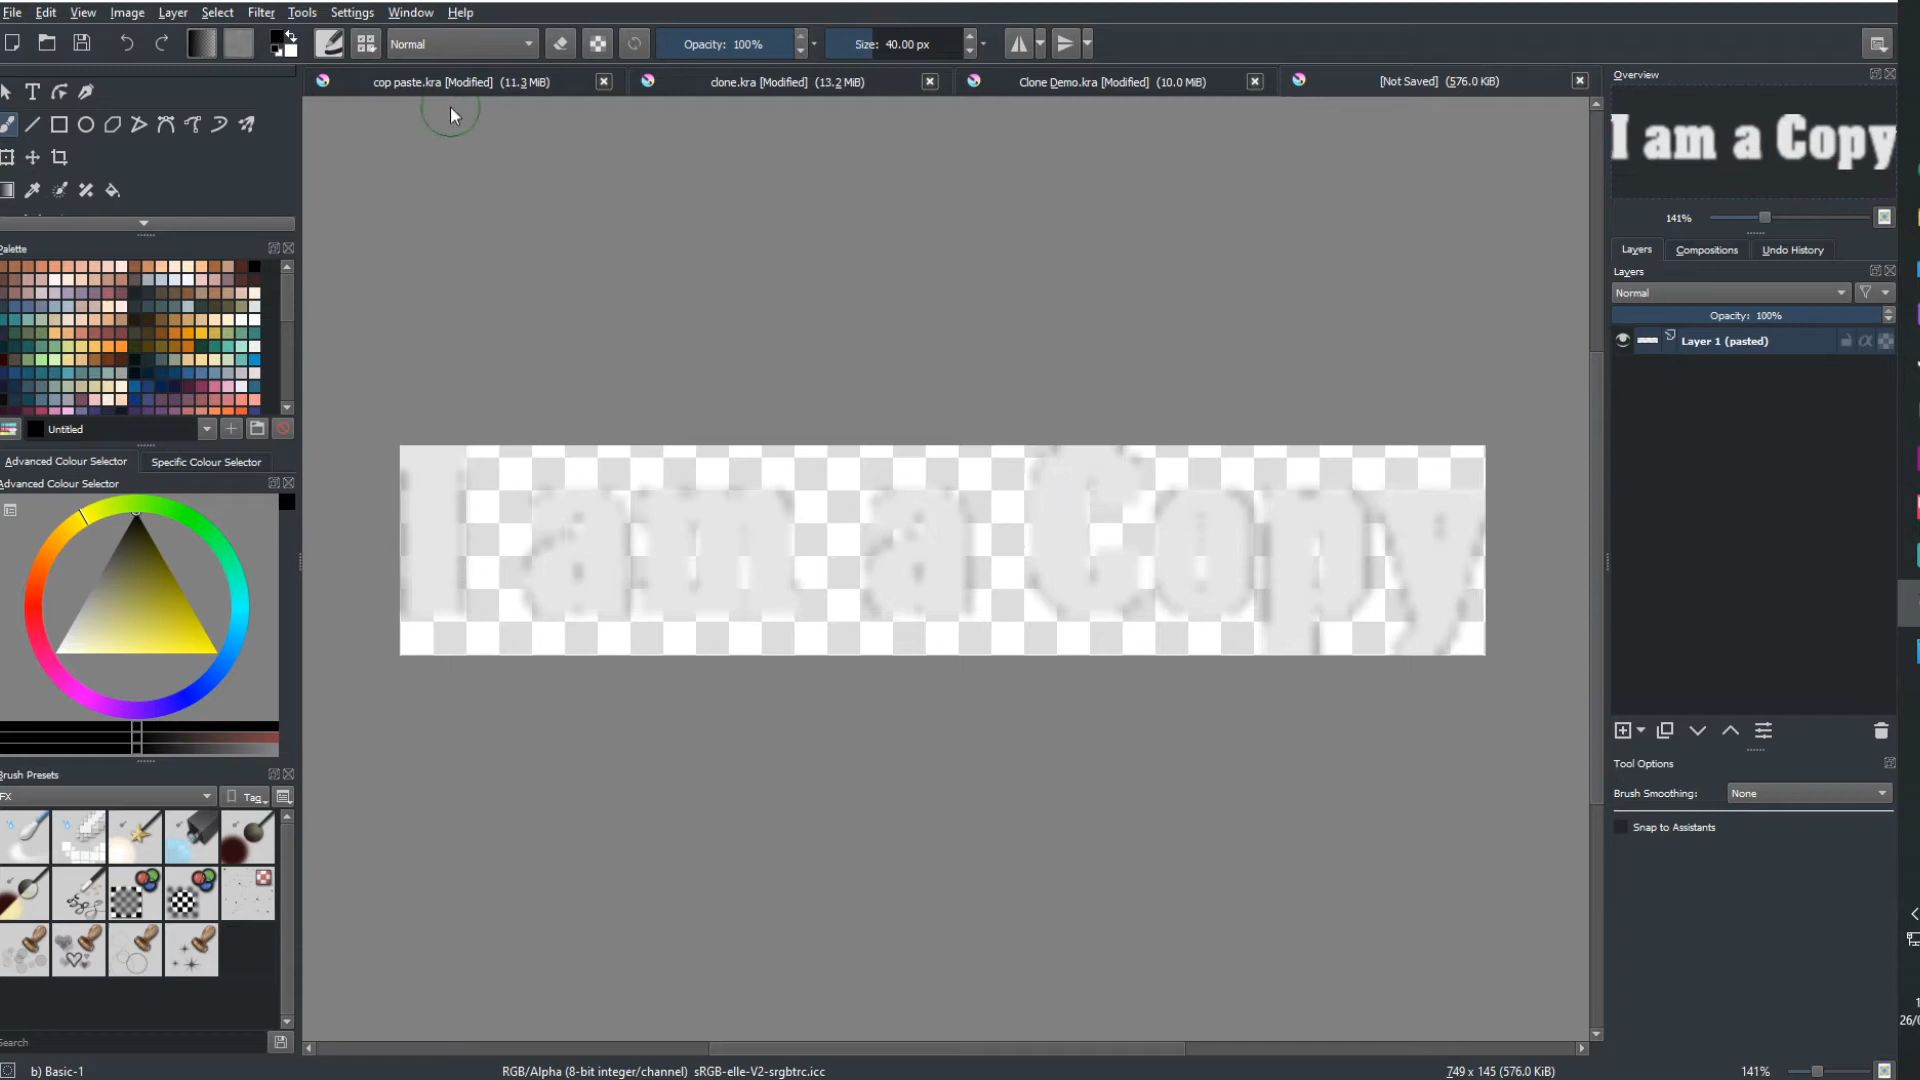 File Edit View Image Layer Select Filter Tools Settings Window Help
Normal Opacity: 100% Size: 40.00 px
cop paste.kra [Modified] (11.3 MiB) clone.kra [Modified] (13.2 MiB) Clone Demo.kra [Modified] (10.0 MiB) [Not Saved] (576.0 KiB)
Overview
I am a Copy
141%
Layers Compositions Undo History
Layers
Normal
Opacity: 100%
Layer 1 (pasted)
Tool Options
Brush Smoothing: None
Snap to Assistants
Palette
Untitled
Advanced Colour Selector Specific Colour Selector
Advanced Colour Selector
Brush Presets
FX Tag
Search
I am a Copy
b) Basic-1 RGB/Alpha (8-bit integer/channel) sRGB-elle-V2-srgbtrc.icc 749 x 145 (576.0 KiB) 141%